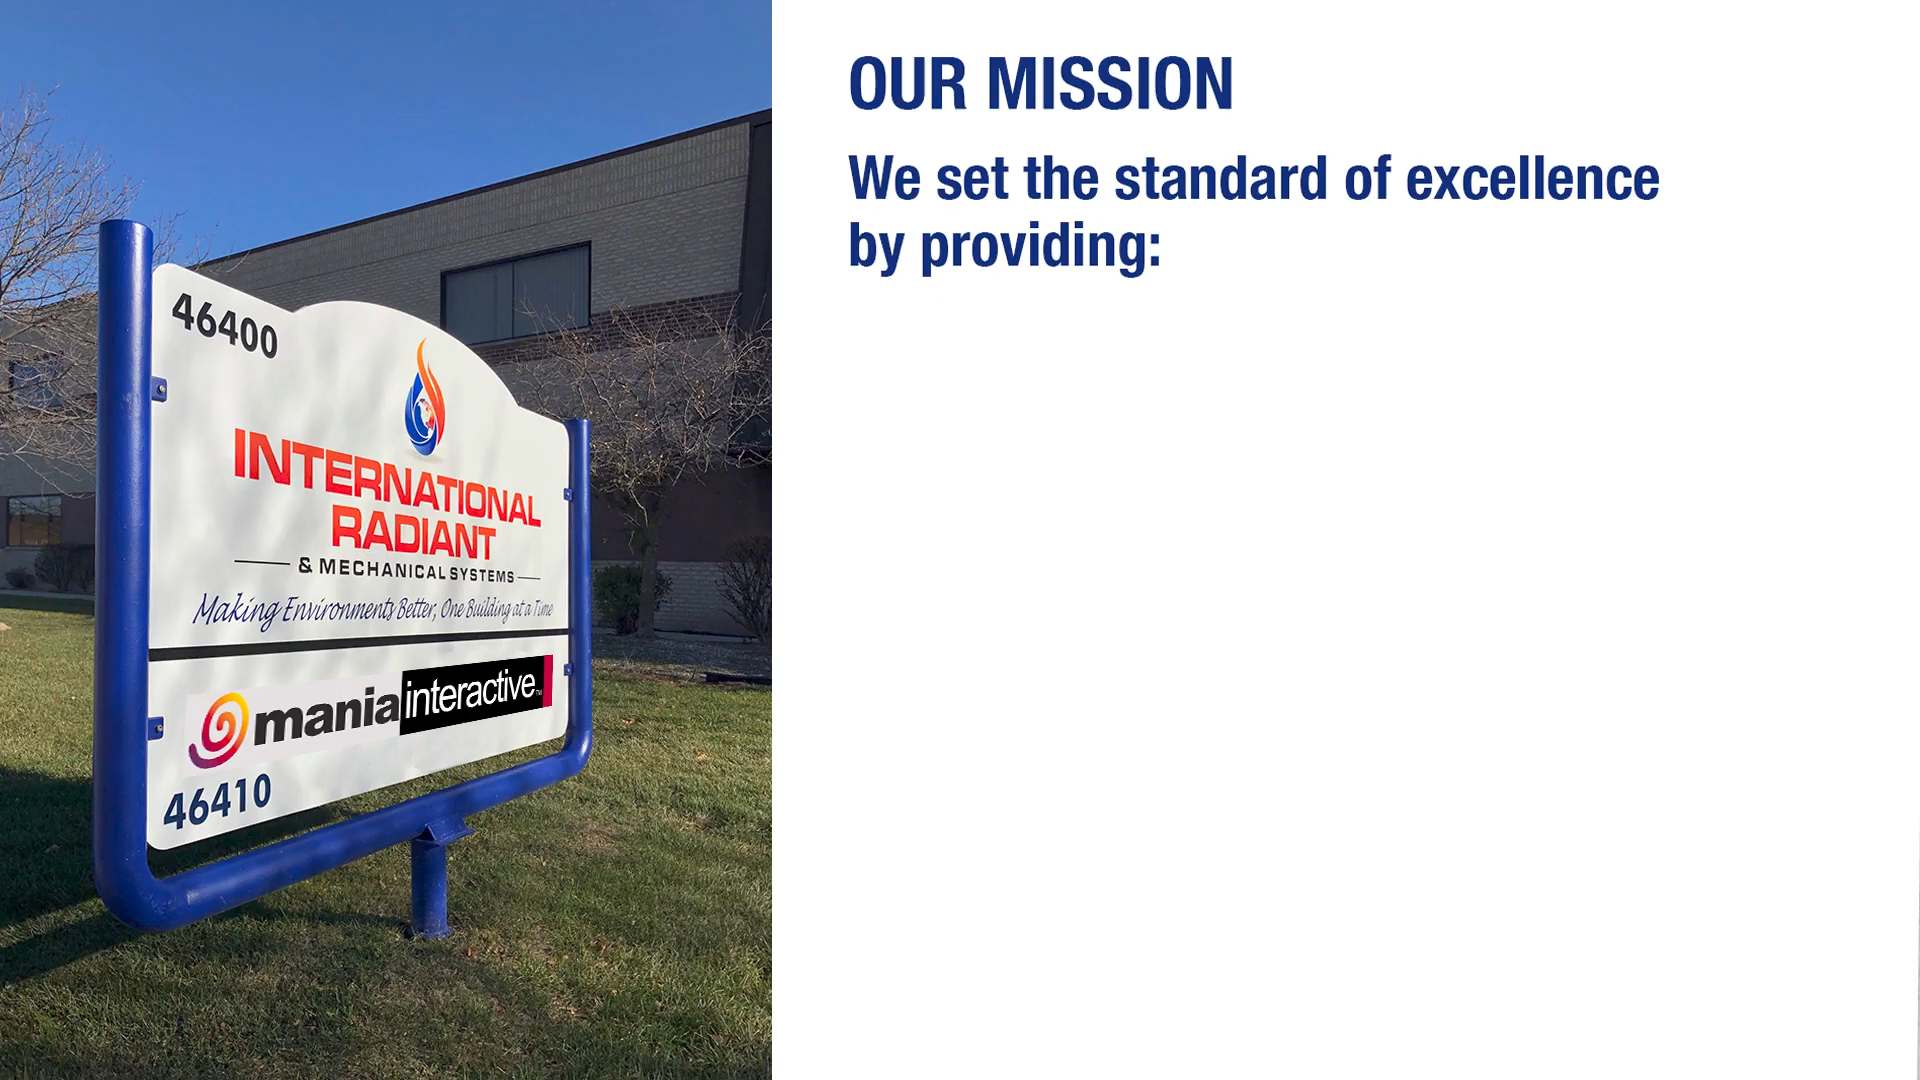 46400
INTERNATIONAL
RADIANT
& MECHANICAL SYSTEMS
Making Environments Better, One Building at a Time
mania interactive™
46410
OUR MISSION
We set the standard of excellence
by providing: